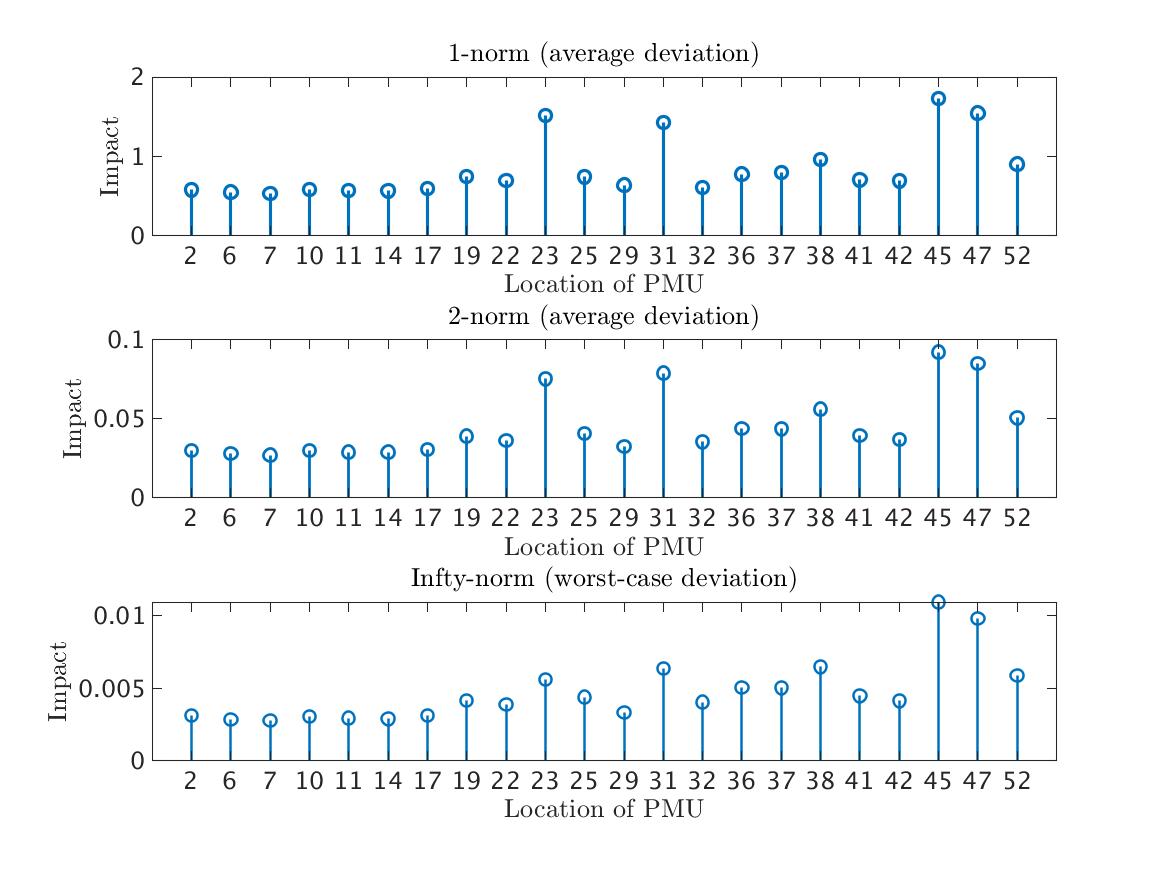 1-norm (average deviation)
2
1
0
Impact
2 6 7 10 11 14 17 19 22 23 25 29 31 32 36 37 38 41 42 45 47 52
Location of PMU
2-norm (average deviation)
0.1
0.05
0
Impact
2 6 7 10 11 14 17 19 22 23 25 29 31 32 36 37 38 41 42 45 47 52
Location of PMU
Infty-norm (worst-case deviation)
0.01
0.005
0
Impact
2 6 7 10 11 14 17 19 22 23 25 29 31 32 36 37 38 41 42 45 47 52
Location of PMU